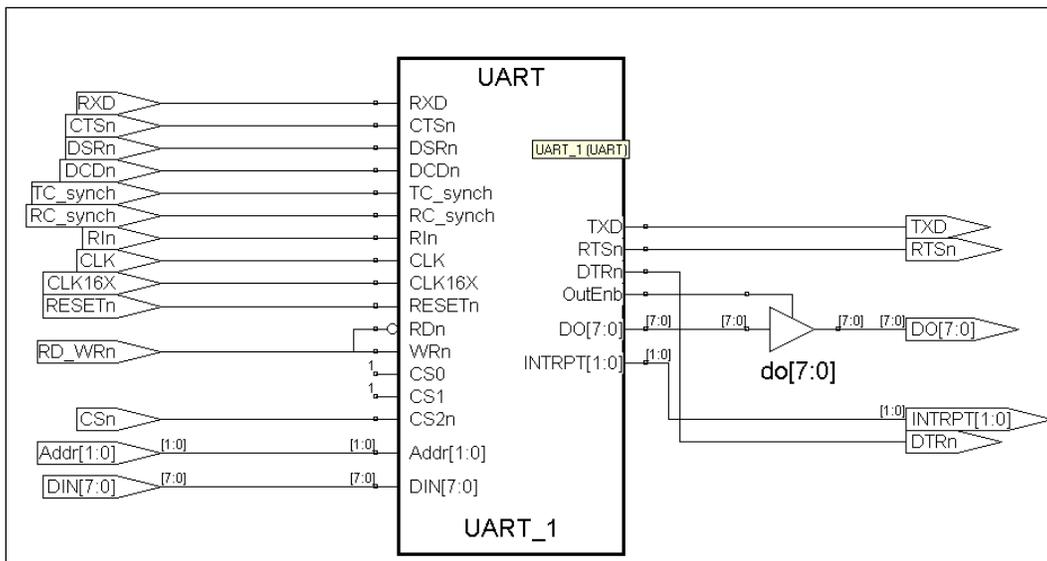 UART
RXD RXD
CTSn CTSn
DSRn DSRn
UART_1 (UART)
DCDn DCDn
TC_synch TC_synch
RC_synch RC_synch
TXD TXD
RIn RIn
RTSn RTSn
CLK CLK
DTRn
CLK16X CLK16X
OutEnb
RESETn RESETn
RDn
DO[7:0] [7:0] [7:0] [7:0] [7:0] DO[7:0]
RD_WRn WRn
INTRPT[1:0] [1:0]
do[7:0]
1 CS0
1 CS1
CSn CS2n
[1:0] INTRPT[1:0]
DTRn
Addr[1:0] [1:0] [1:0] Addr[1:0]
DIN[7:0] [7:0] [7:0] DIN[7:0]
UART_1